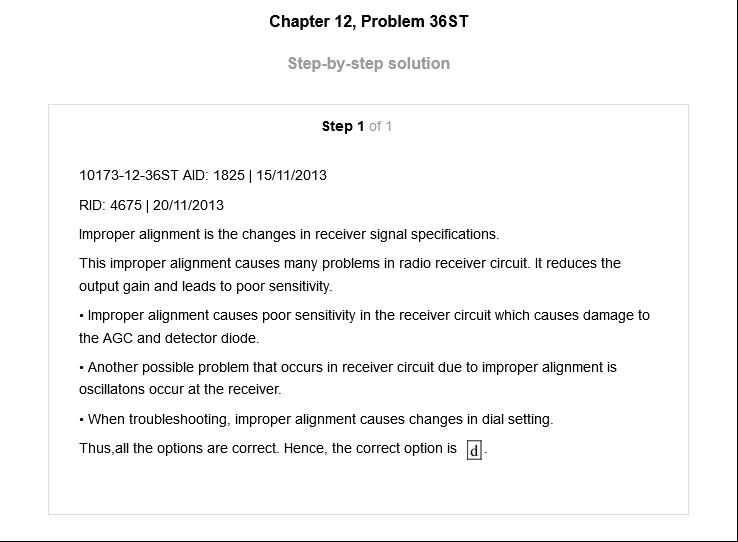 Chapter 12, Problem 36ST
Step-by-step solution
Step 1 of 1
10173-12-36ST AID: 1825 | 15/11/2013
RID: 4675 | 20/11/2013
Improper alignment is the changes in receiver signal specifications.
This improper alignment causes many problems in radio receiver circuit. It reduces the
output gain and leads to poor sensitivity.
• Improper alignment causes poor sensitivity in the receiver circuit which causes damage to
the AGC and detector diode.
• Another possible problem that occurs in receiver circuit due to improper alignment is
oscillatons occur at the receiver.
• When troubleshooting, improper alignment causes changes in dial setting.
Thus,all the options are correct. Hence, the correct option is d.